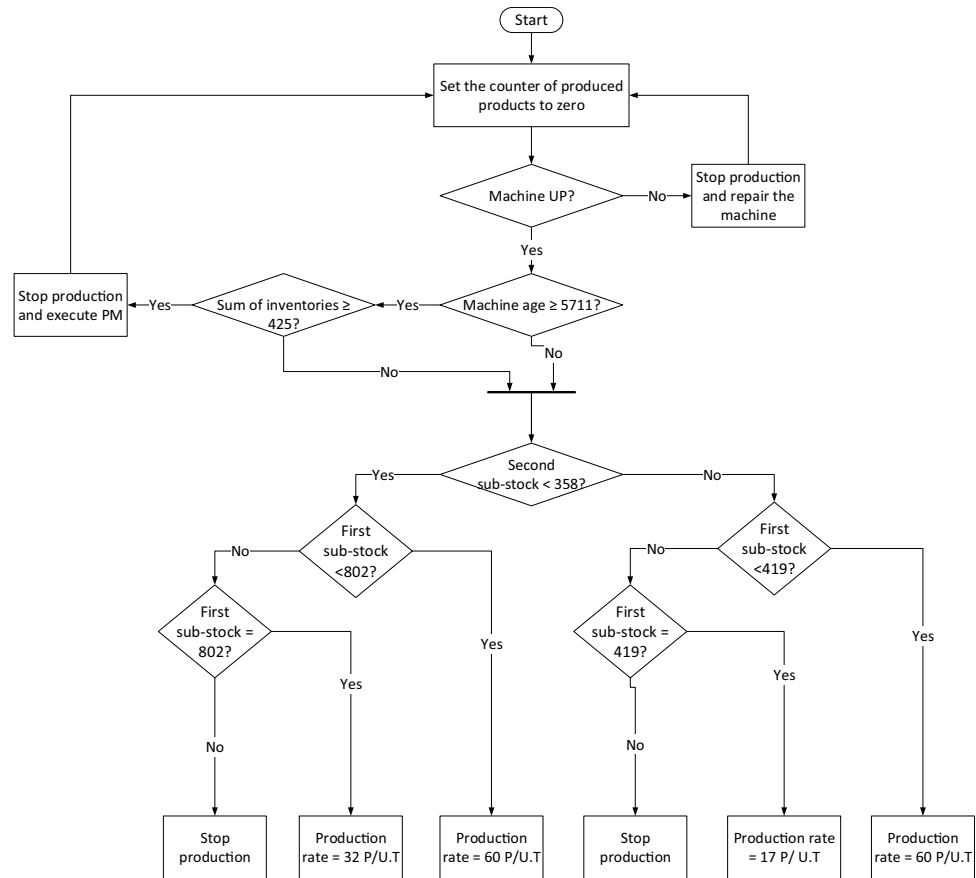 Start
Set the counter of produced
products to zero
Machine UP?
No
Stop production
and repair the
machine
Yes
Stop production
and execute PM
Yes
Sum of inventories ≥
425?
Yes
Machine age ≥ 5711?
No
No
Second
sub-stock < 358?
Yes
No
First
sub-stock
<802?
First
sub-stock
<419?
No
No
First
sub-stock =
802?
First
sub-stock =
419?
Yes
Yes
Yes
Yes
No
No
Stop
production
Production
rate = 32 P/U.T
Production
rate = 60 P/U.T
Stop
production
Production rate
= 17 P/ U.T
Production
rate = 60 P/U.T